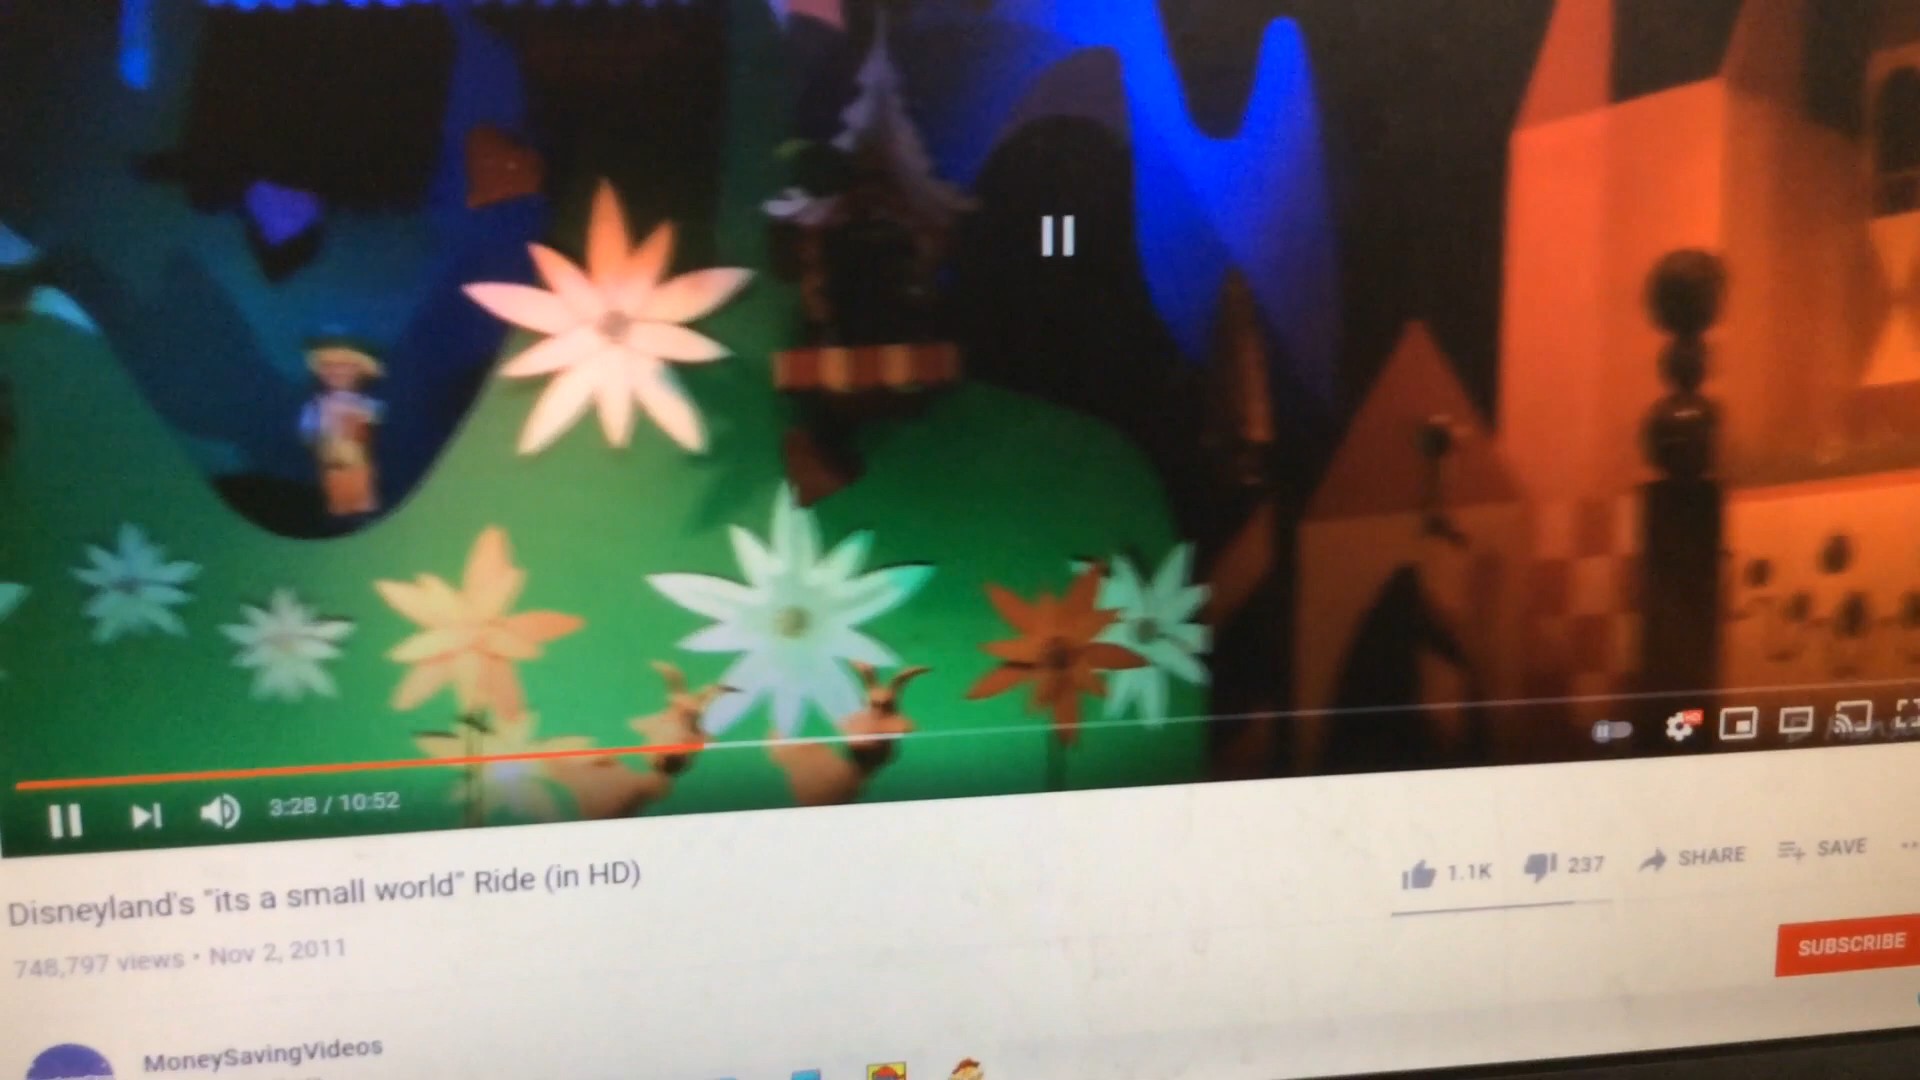 3:28 / 10:52
Disneyland's "its a small world" Ride (in HD)
748,797 views • Nov 2, 2011
1.1K 237 SHARE SAVE
SUBSCRIBE
MoneySavingVideos